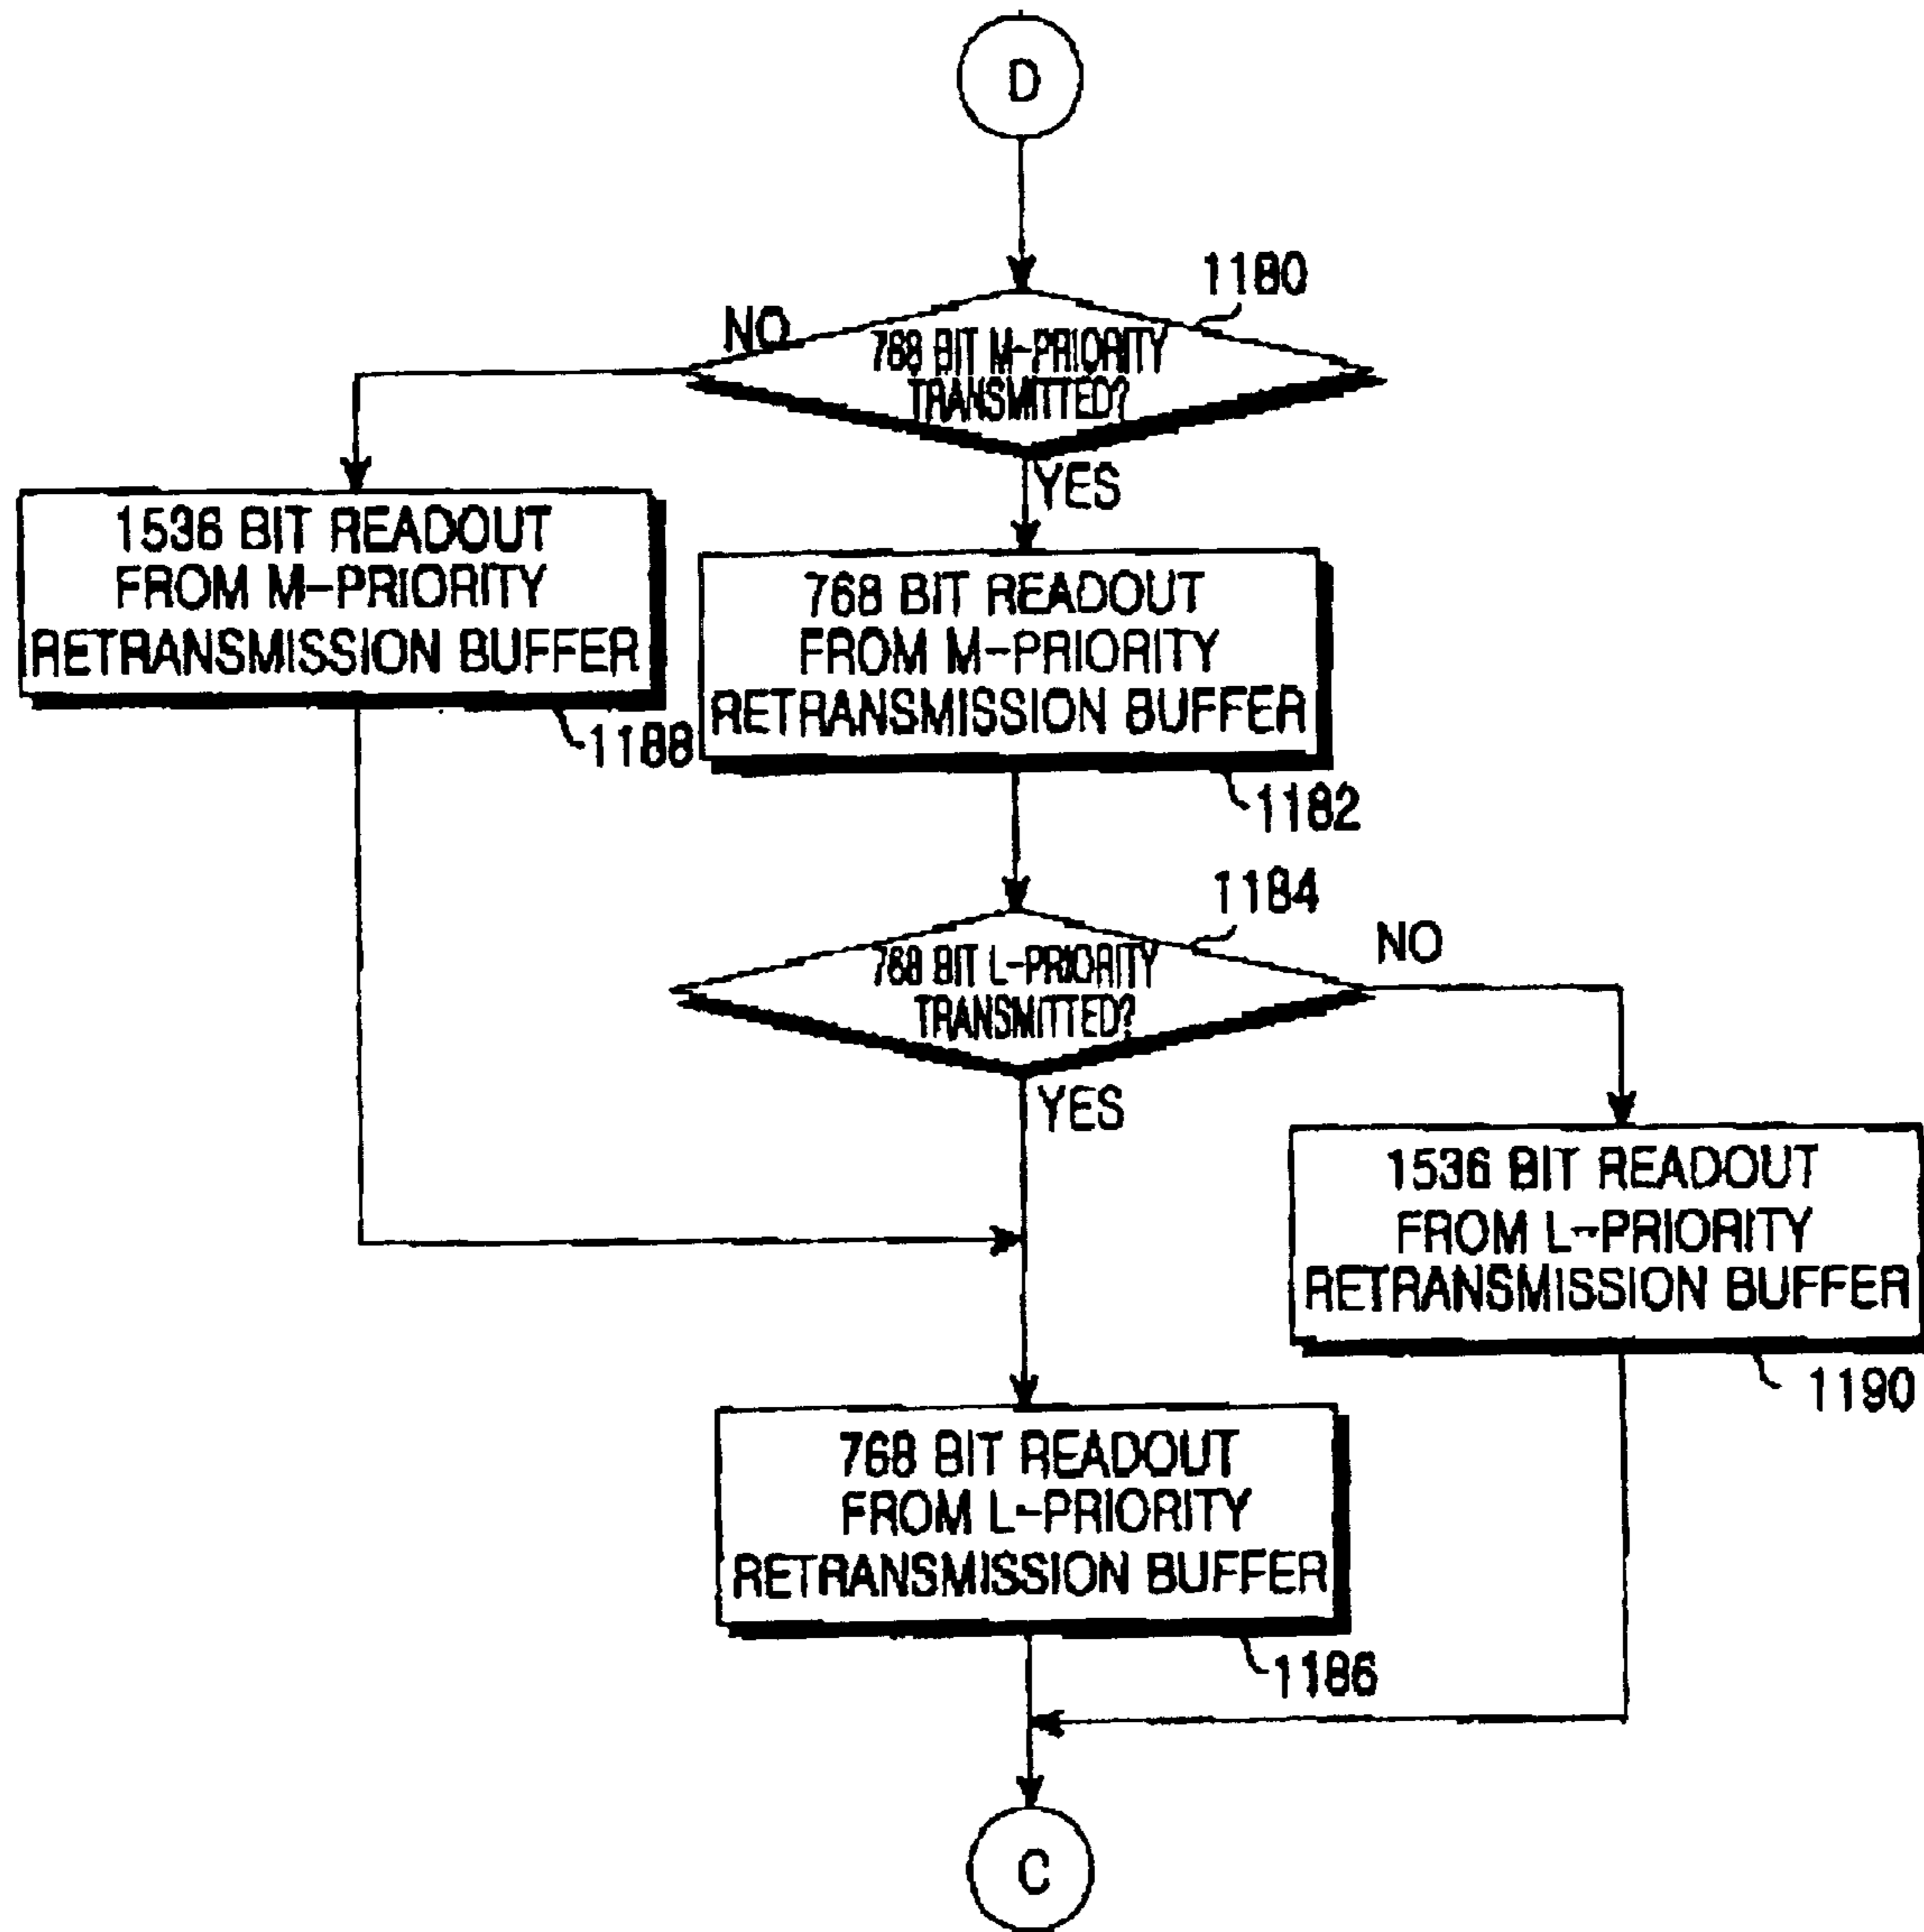 D
1180
NO
768 BIT M-PRIORITY
TRANSMITTED?
YES
1536 BIT READOUT
FROM M-PRIORITY
RETRANSMISSION BUFFER
1188
768 BIT READOUT
FROM M-PRIORITY
RETRANSMISSION BUFFER
1182
1184
768 BIT L-PRIORITY
TRANSMITTED?
NO
YES
1536 BIT READOUT
FROM L-PRIORITY
RETRANSMISSION BUFFER
1190
768 BIT READOUT
FROM L-PRIORITY
RETRANSMISSION BUFFER
1186
C